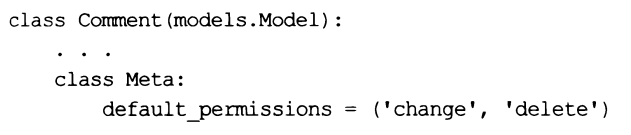 class Comment(models.Model):
    . . .
    class Meta:
        default_permissions = ('change', 'delete')